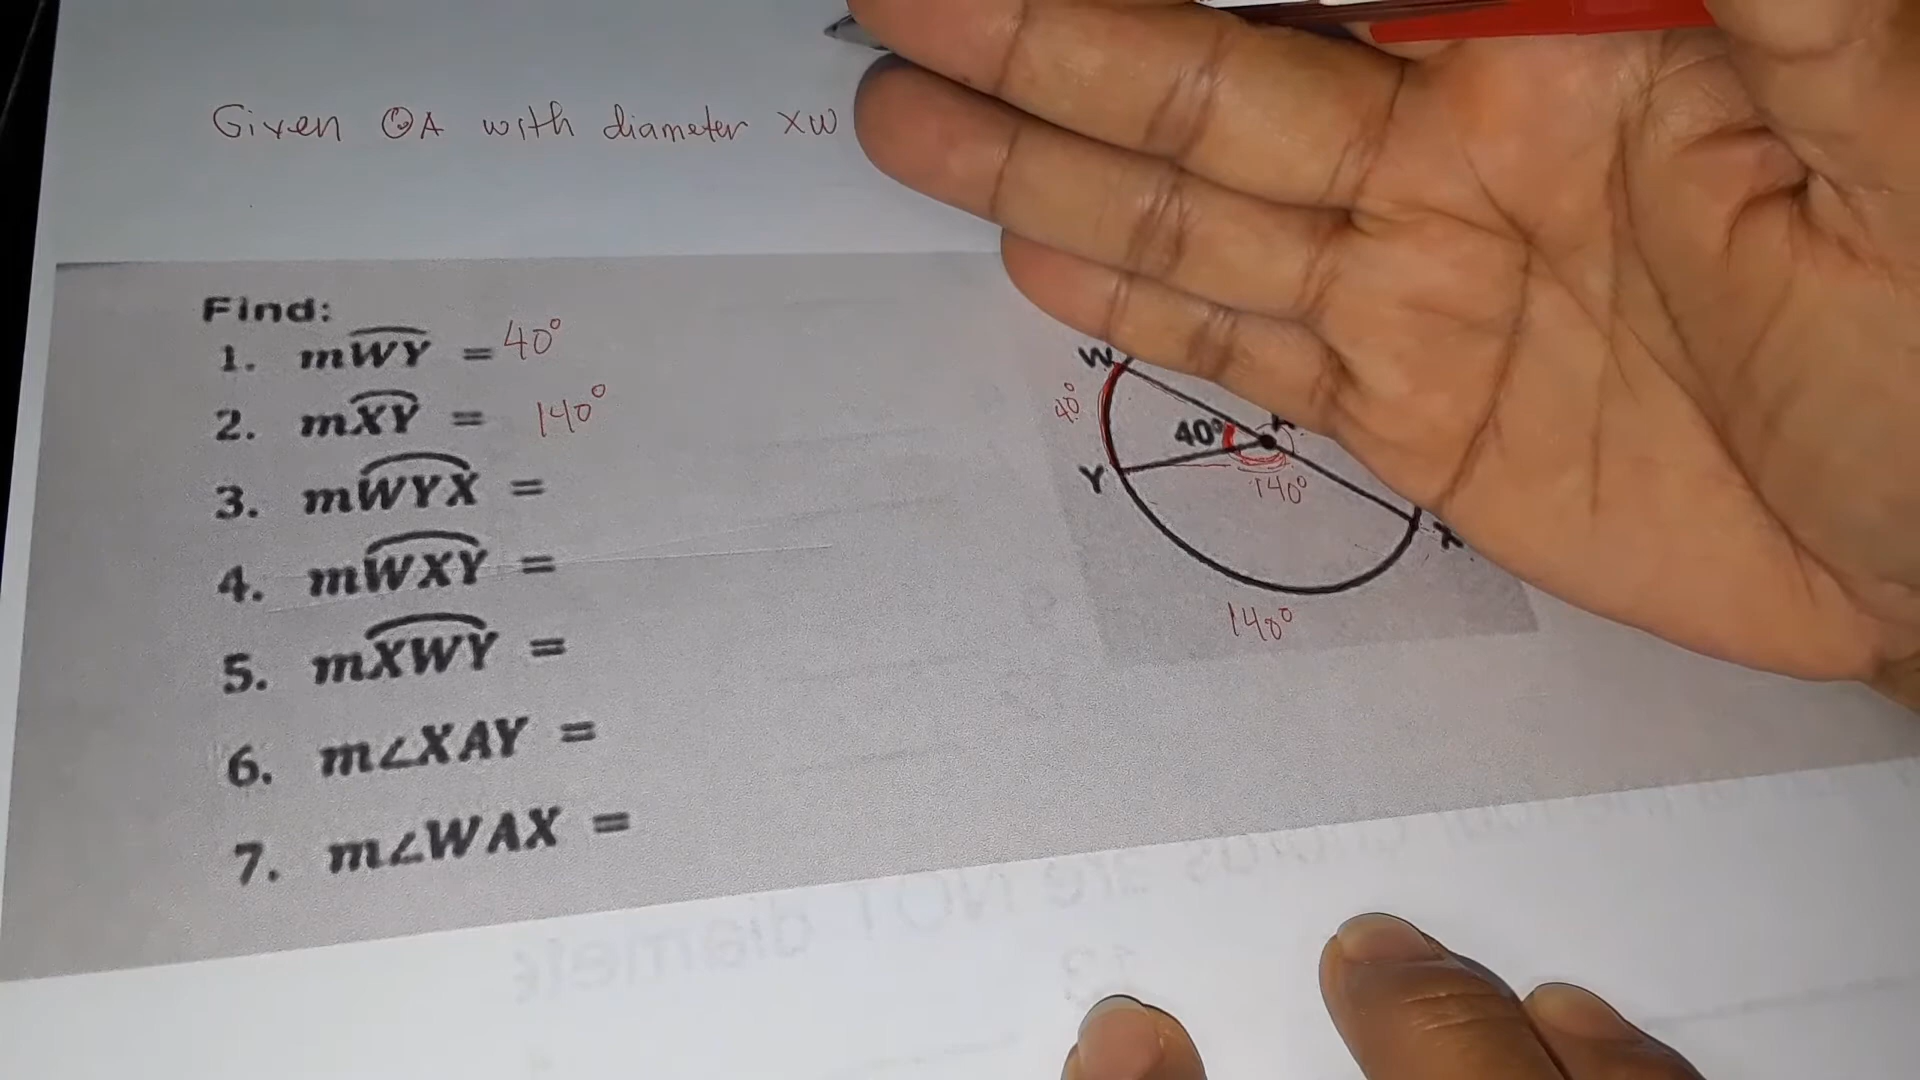 Given ⊙A with diameter XW
Find:
1. mWY = 40°
2. mXY = 140°
3. mWYX =
4. mWXY =
5. mXWY =
6. m∠XAY =
7. m∠WAX =
W
40°
40°
Y
140°
X
140°